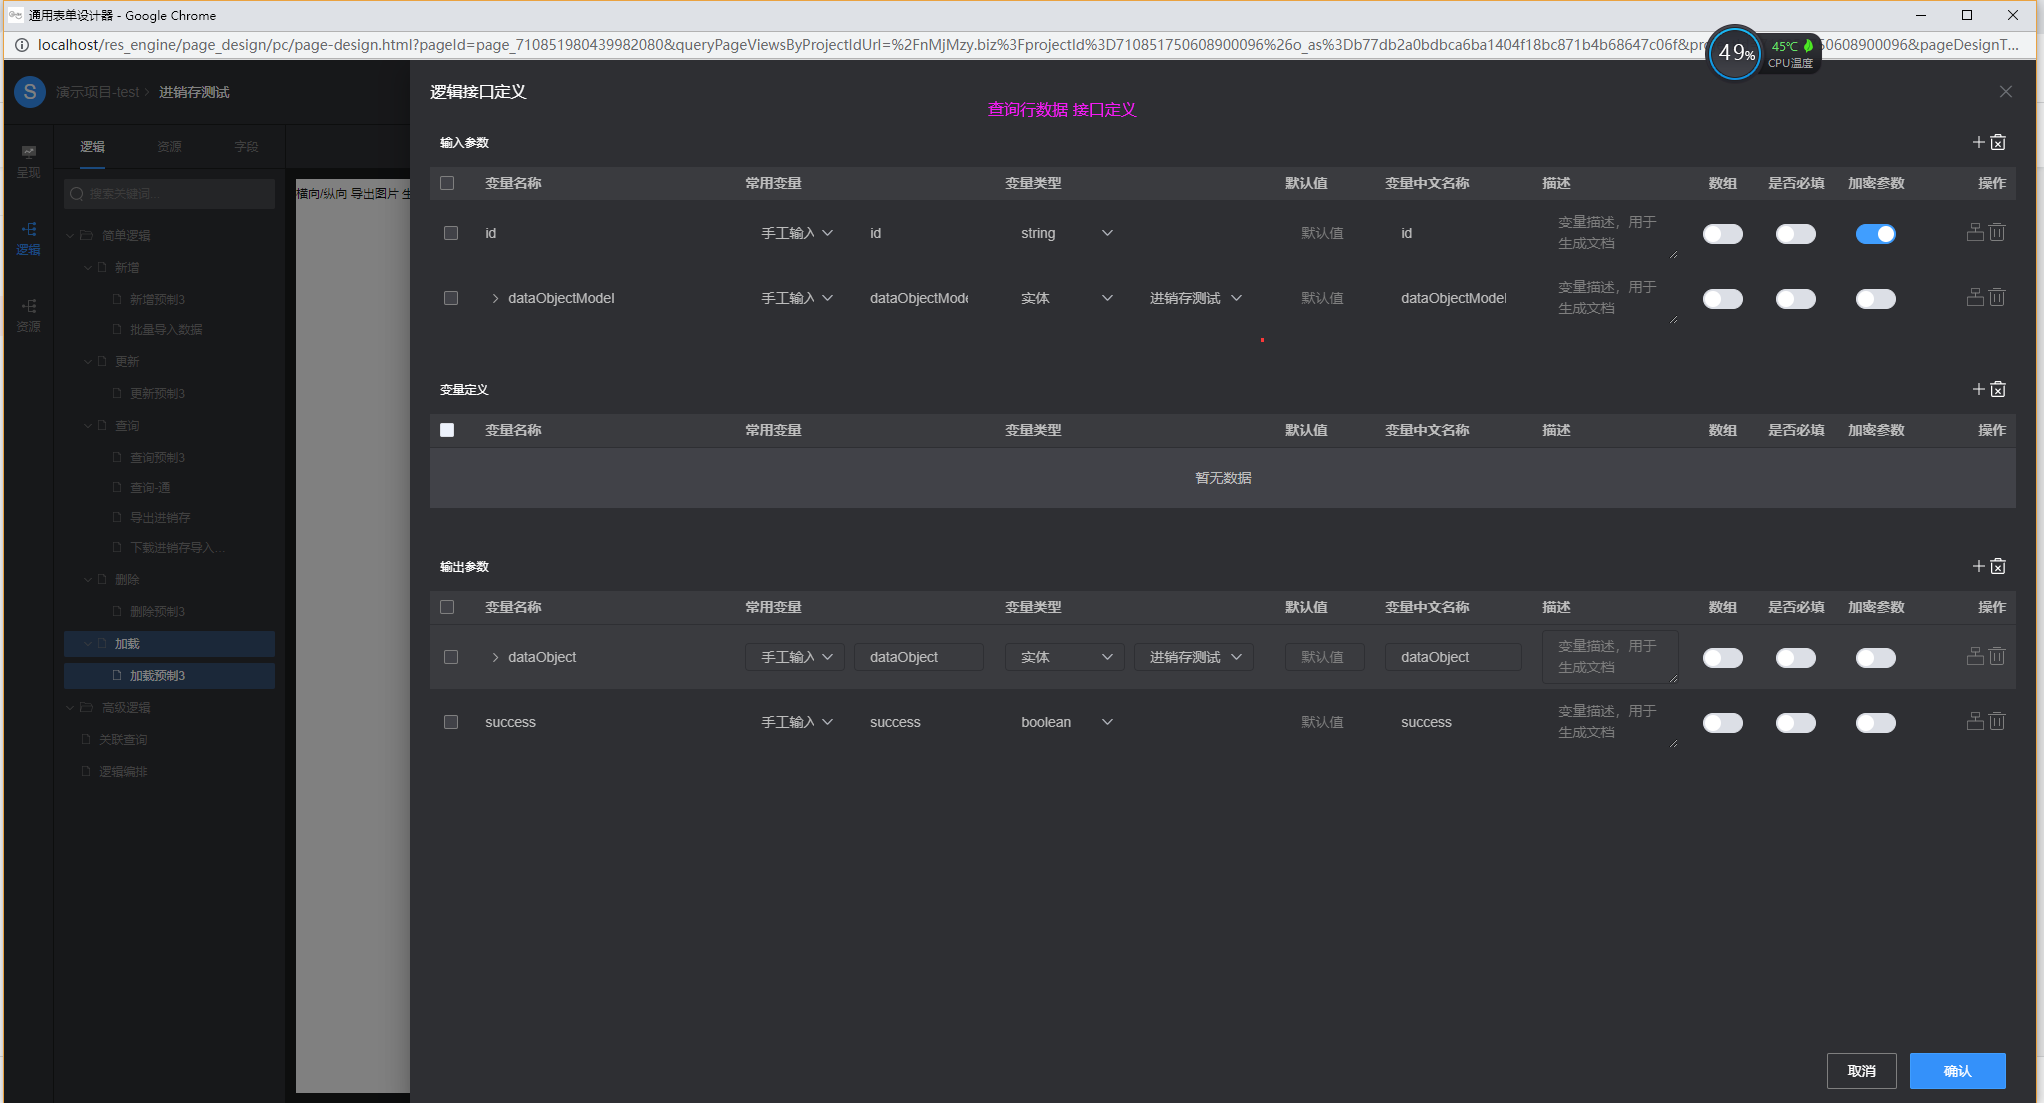 通用表单设计器 - Google Chrome
localhost/res_engine/page_design/pc/page-design.html?pageId=page_710851980439982080&queryPageViewsByProjectIdUrl=%2FnMjMzy.biz%3FprojectId%3D710851750608900096%26o_as%3Db77db2a0bdbca6ba1404f18bc871b4b68647c06f&pro
50608900096&pageDesignT...
49%
45℃
CPU温度
S
演示项目-test
进销存测试
呈现
逻辑
资源
逻辑
资源
字段
搜索关键词...
简单逻辑
新增
新增预制3
批量导入数据
更新
更新预制3
查询
查询预制3
查询-通
导出进销存
下载进销存导入...
删除
删除预制3
加载
加载预制3
高级逻辑
关联查询
逻辑编排
横向/纵向 导出图片 生
逻辑接口定义
查询行数据 接口定义
输入参数
变量名称 常用变量 变量类型 默认值 变量中文名称 描述 数组 是否必填 加密参数 操作
id 手工输入 id string 默认值 id 变量描述，用于
生成文档
dataObjectModel 手工输入 dataObjectMode 实体 进销存测试 默认值 dataObjectModel 变量描述，用于
生成文档
变量定义
变量名称 常用变量 变量类型 默认值 变量中文名称 描述 数组 是否必填 加密参数 操作
暂无数据
输出参数
变量名称 常用变量 变量类型 默认值 变量中文名称 描述 数组 是否必填 加密参数 操作
dataObject 手工输入 dataObject 实体 进销存测试 默认值 dataObject 变量描述，用于
生成文档
success 手工输入 success boolean 默认值 success 变量描述，用于
生成文档
取消
确认